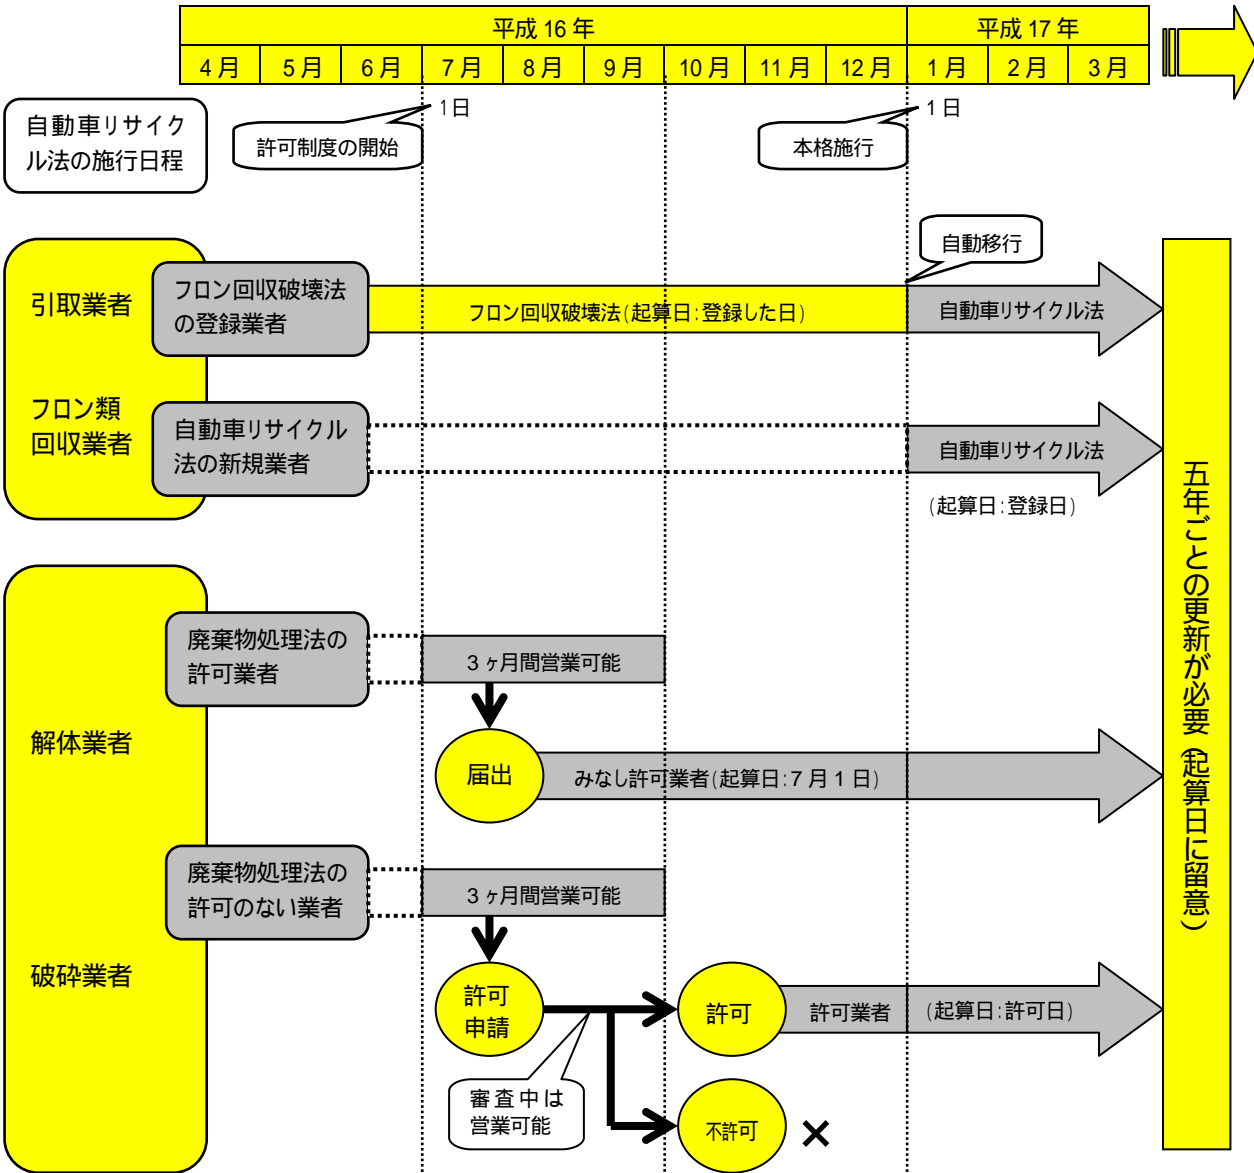 平成 16 年
平成 17 年
4 月
5 月
6 月
7 月
8 月
9 月
10 月
11 月
12 月
1 月
2 月
3 月
自動車リサイク
ル法の施行日程
許可制度の開始
1日
本格施行
1 日
自動移行
引取業者
フロン類
回収業者
フロン回収破壊法
の登録業者
フロン回収破壊法(起算日:登録した日)
自動車リサイクル法
自動車リサイクル
法の新規業者
自動車リサイクル法
(起算日:登録日)
解体業者
破砕業者
廃棄物処理法の
許可業者
3ヶ月間営業可能
届出
みなし許可業者(起算日:7 月 1 日)
廃棄物処理法の
許可のない業者
3ヶ月間営業可能
許可
申請
審査中は
営業可能
許可
許可業者
(起算日:許可日)
不許可
×
五年ごとの更新が必要(起算日に留意)